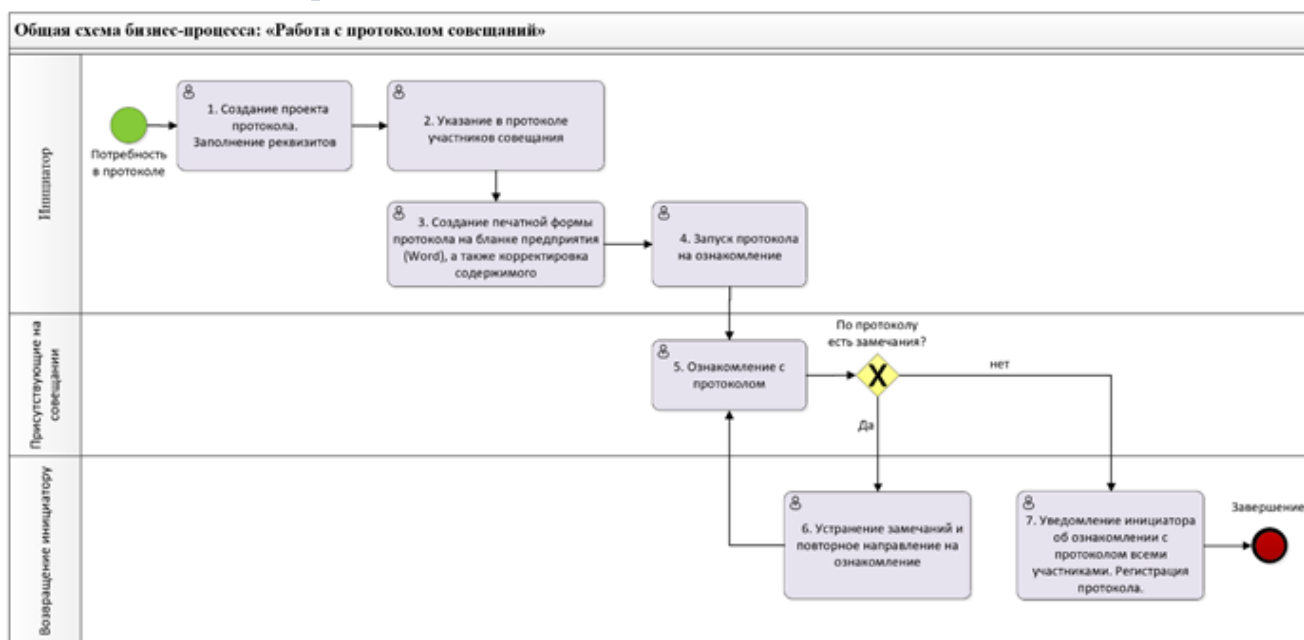 Общая схема бизнес-процесса: «Работа с протоколом совещаний»
Инициатор
Потребность
в протоколе
1. Создание проекта
протокола.
Заполнение реквизитов
2. Указание в протоколе
участников совещания
3. Создание печатной формы
протокола на бланке предприятия
(Word), а также корректировка
содержимого
4. Запуск протокола
на ознакомление
Присутствующие на
совещании
5. Ознакомление с
протоколом
По протоколу
есть замечания?
нет
Да
Возвращение инициатору
6. Устранение замечаний и
повторное направление на
ознакомление
7. Уведомление инициатора
об ознакомлении с
протоколом всеми
участниками. Регистрация
протокола.
Завершение